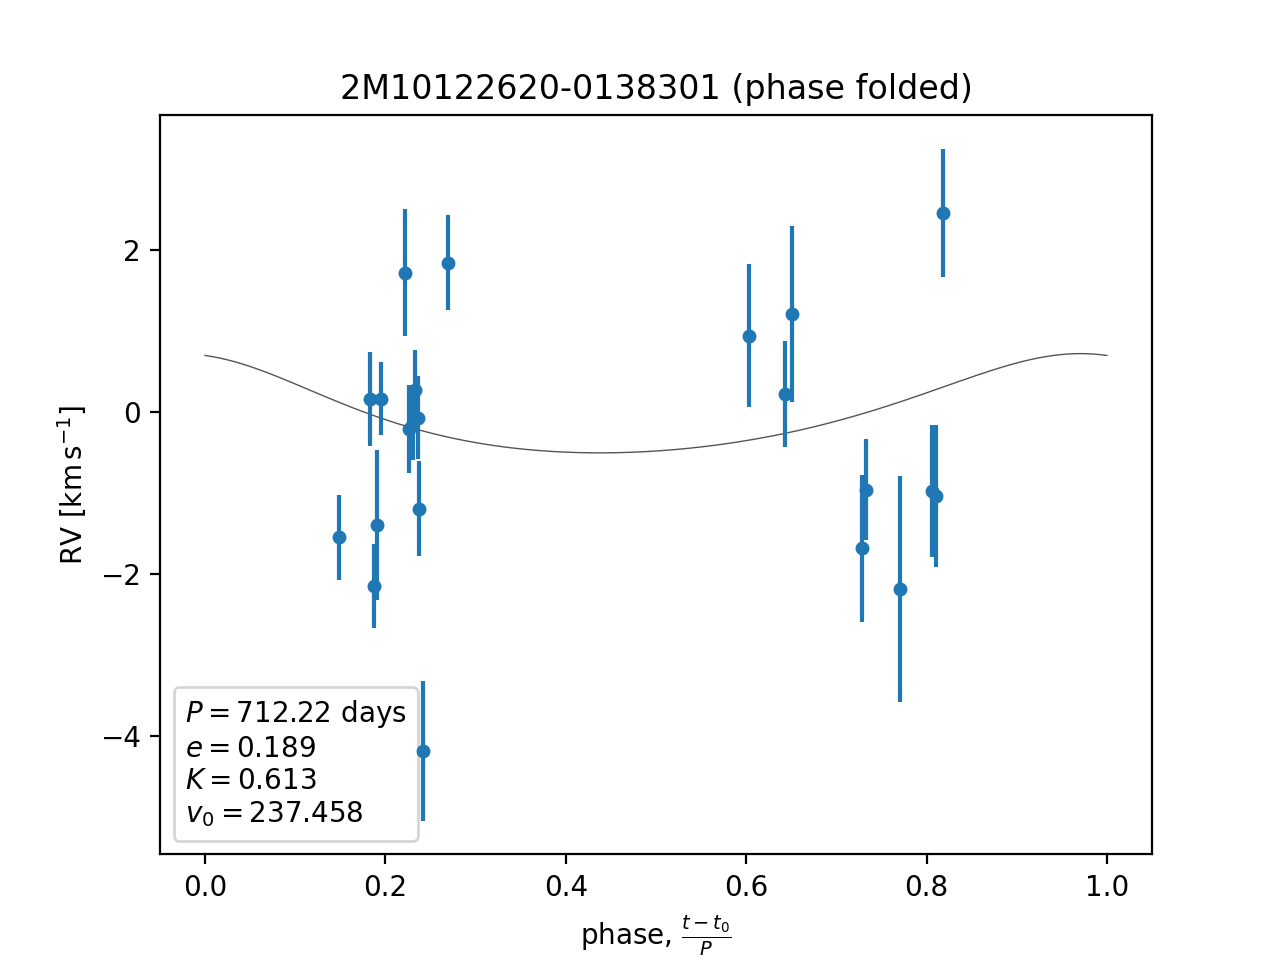 2M10122620-0138301 (phase folded)
RV [km s⁻¹]
2
0
−2
−4
P = 712.22 days
e = 0.189
K = 0.613
v₀ = 237.458
0.0 0.2 0.4 0.6 0.8 1.0
phase, (t − t₀)/P